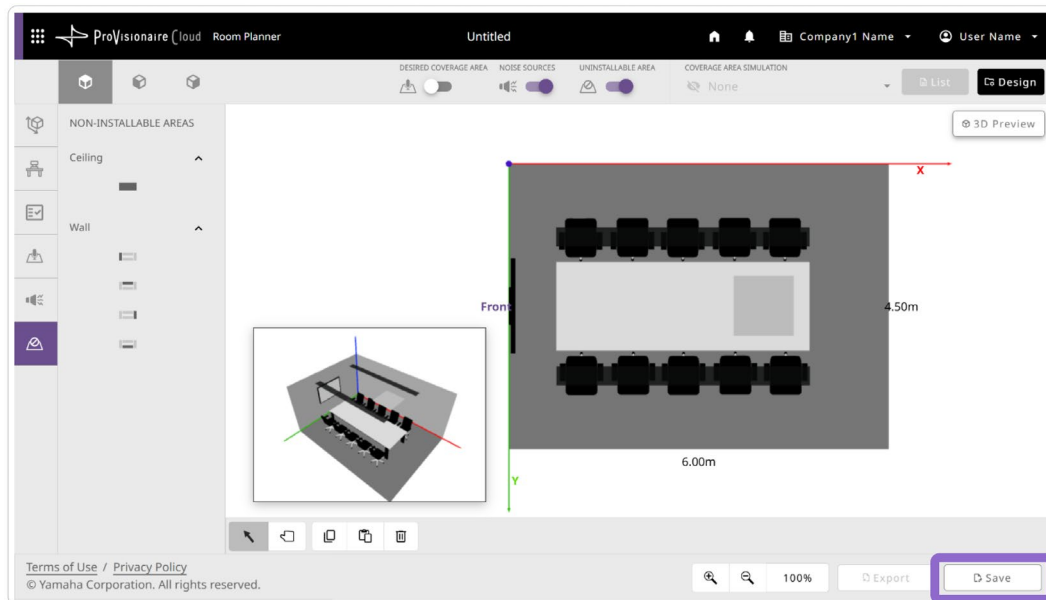 ProVisionaire Cloud Room Planner
Untitled
Company1 Name
User Name
DESIRED COVERAGE AREA
NOISE SOURCES
UNINSTALLABLE AREA
COVERAGE AREA SIMULATION
None
List
Design
NON-INSTALLABLE AREAS
3D Preview
Ceiling
X
Wall
Front
4.50m
6.00m
Y
Terms of Use / Privacy Policy
© Yamaha Corporation. All rights reserved.
100%
Export
Save